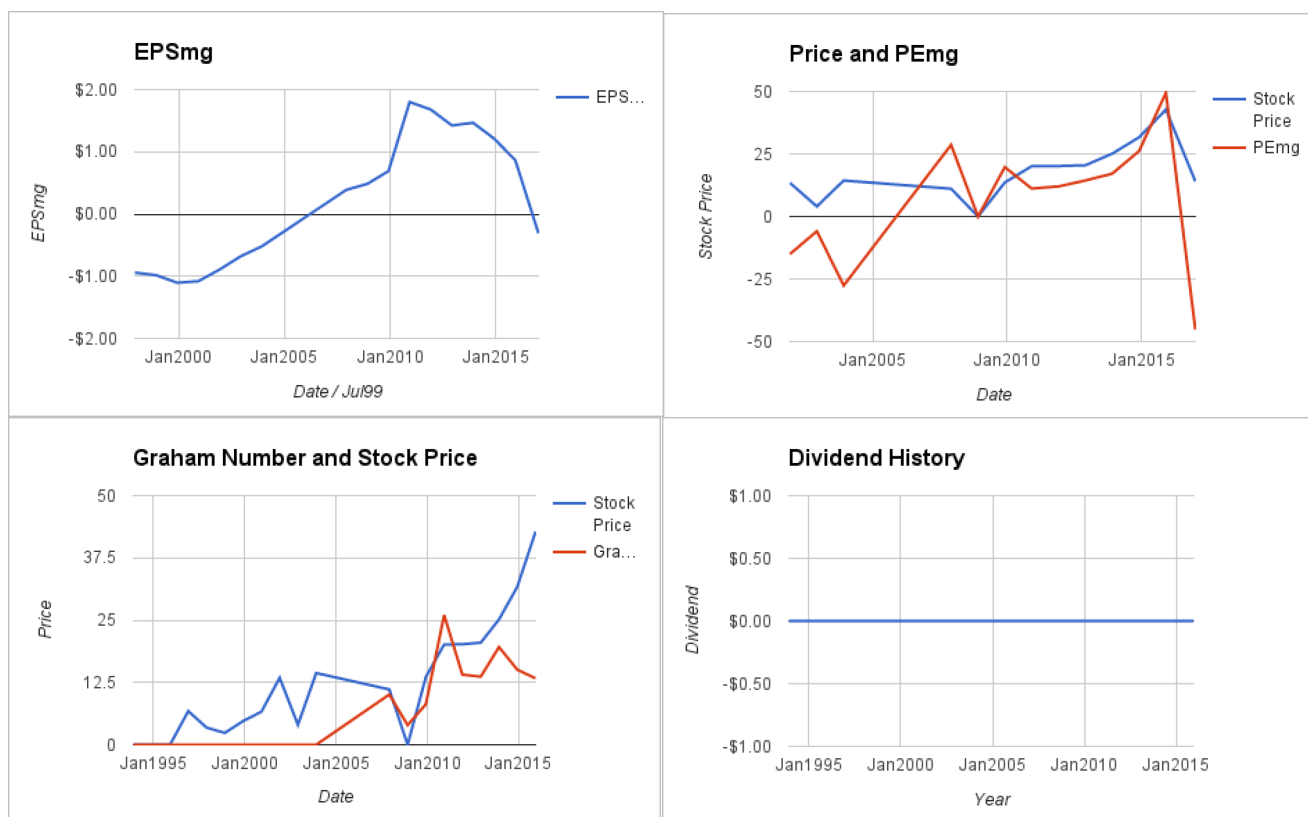 EPSmg
$2.00
$1.00
$0.00
-$1.00
-$2.00
EPSmg
Jan2000 Jan2005 Jan2010 Jan2015
Date / Jul99
EPS...
Price and PEmg
50
25
0
-25
-50
Stock Price
Jan2005 Jan2010 Jan2015
Date
Stock
Price
PEmg
Graham Number and Stock Price
50
37.5
25
12.5
0
Price
Jan1995 Jan2000 Jan2005 Jan2010 Jan2015
Date
Stock
Price
Gra...
Dividend History
$1.00
$0.50
$0.00
-$0.50
-$1.00
Dividend
Jan1995 Jan2000 Jan2005 Jan2010 Jan2015
Year